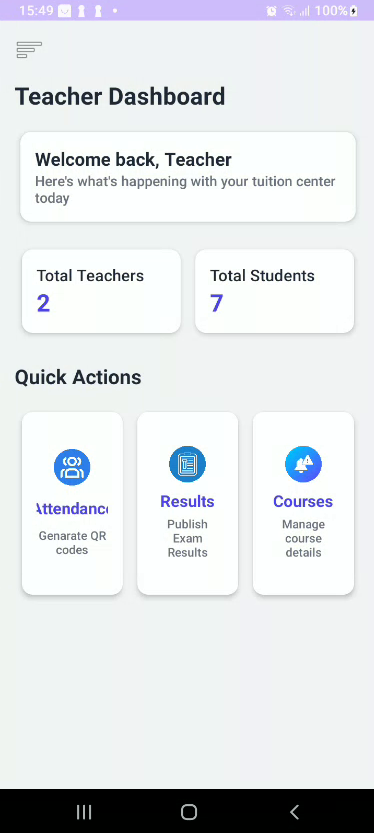 15:49 100%
Teacher Dashboard
Welcome back, Teacher
Here's what's happening with your tuition center
today
Total Teachers
2
Total Students
7
Quick Actions
Attendance
Genarate QR
codes
Results
Publish
Exam
Results
Courses
Manage
course
details